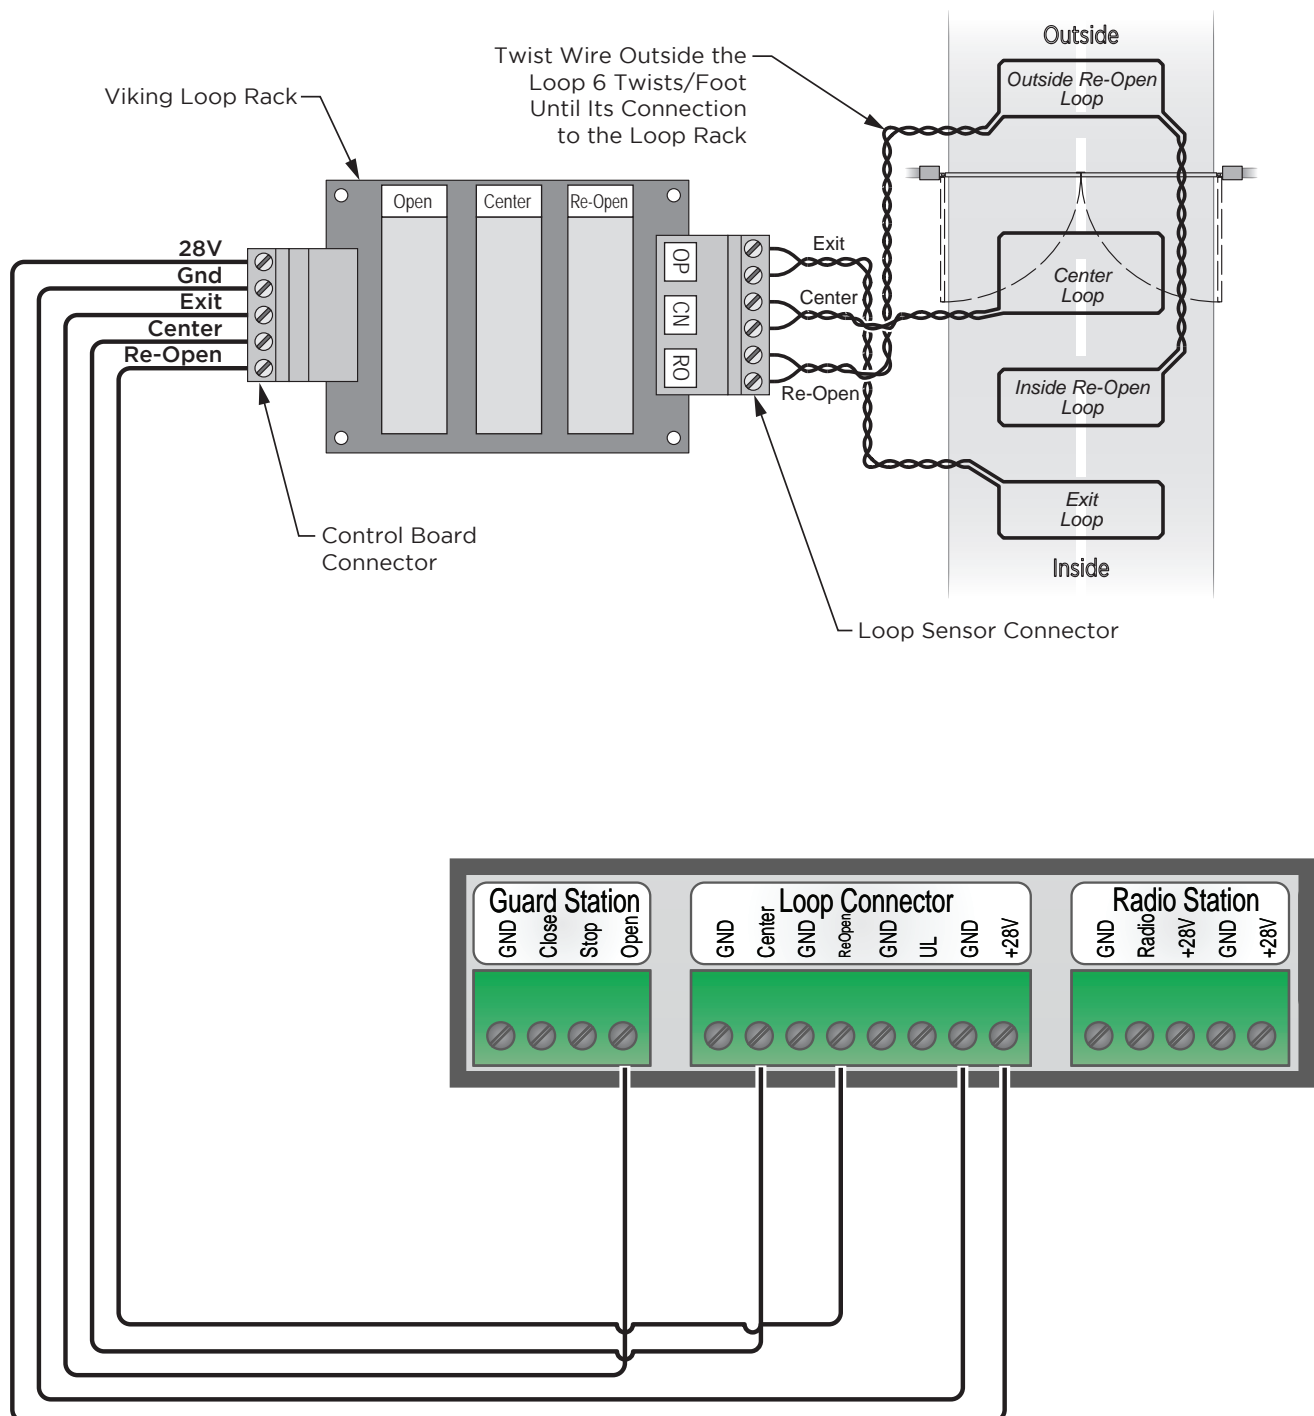 Outside
Twist Wire Outside the
Loop 6 Twists/Foot
Until Its Connection
to the Loop Rack
Outside Re-Open
Loop
Viking Loop Rack
Open
Center
Re-Open
28V
Gnd
Exit
Center
Re-Open
OP
CN
RO
Exit
Center
Re-Open
Center
Loop
Inside Re-Open
Loop
Exit
Loop
Inside
Control Board
Connector
Loop Sensor Connector
Guard Station
GND
Close
Stop
Open
Loop Connector
GND
Center
GND
ReOpen
GND
UL
GND
+28V
Radio Station
GND
Radio
+28V
GND
+28V